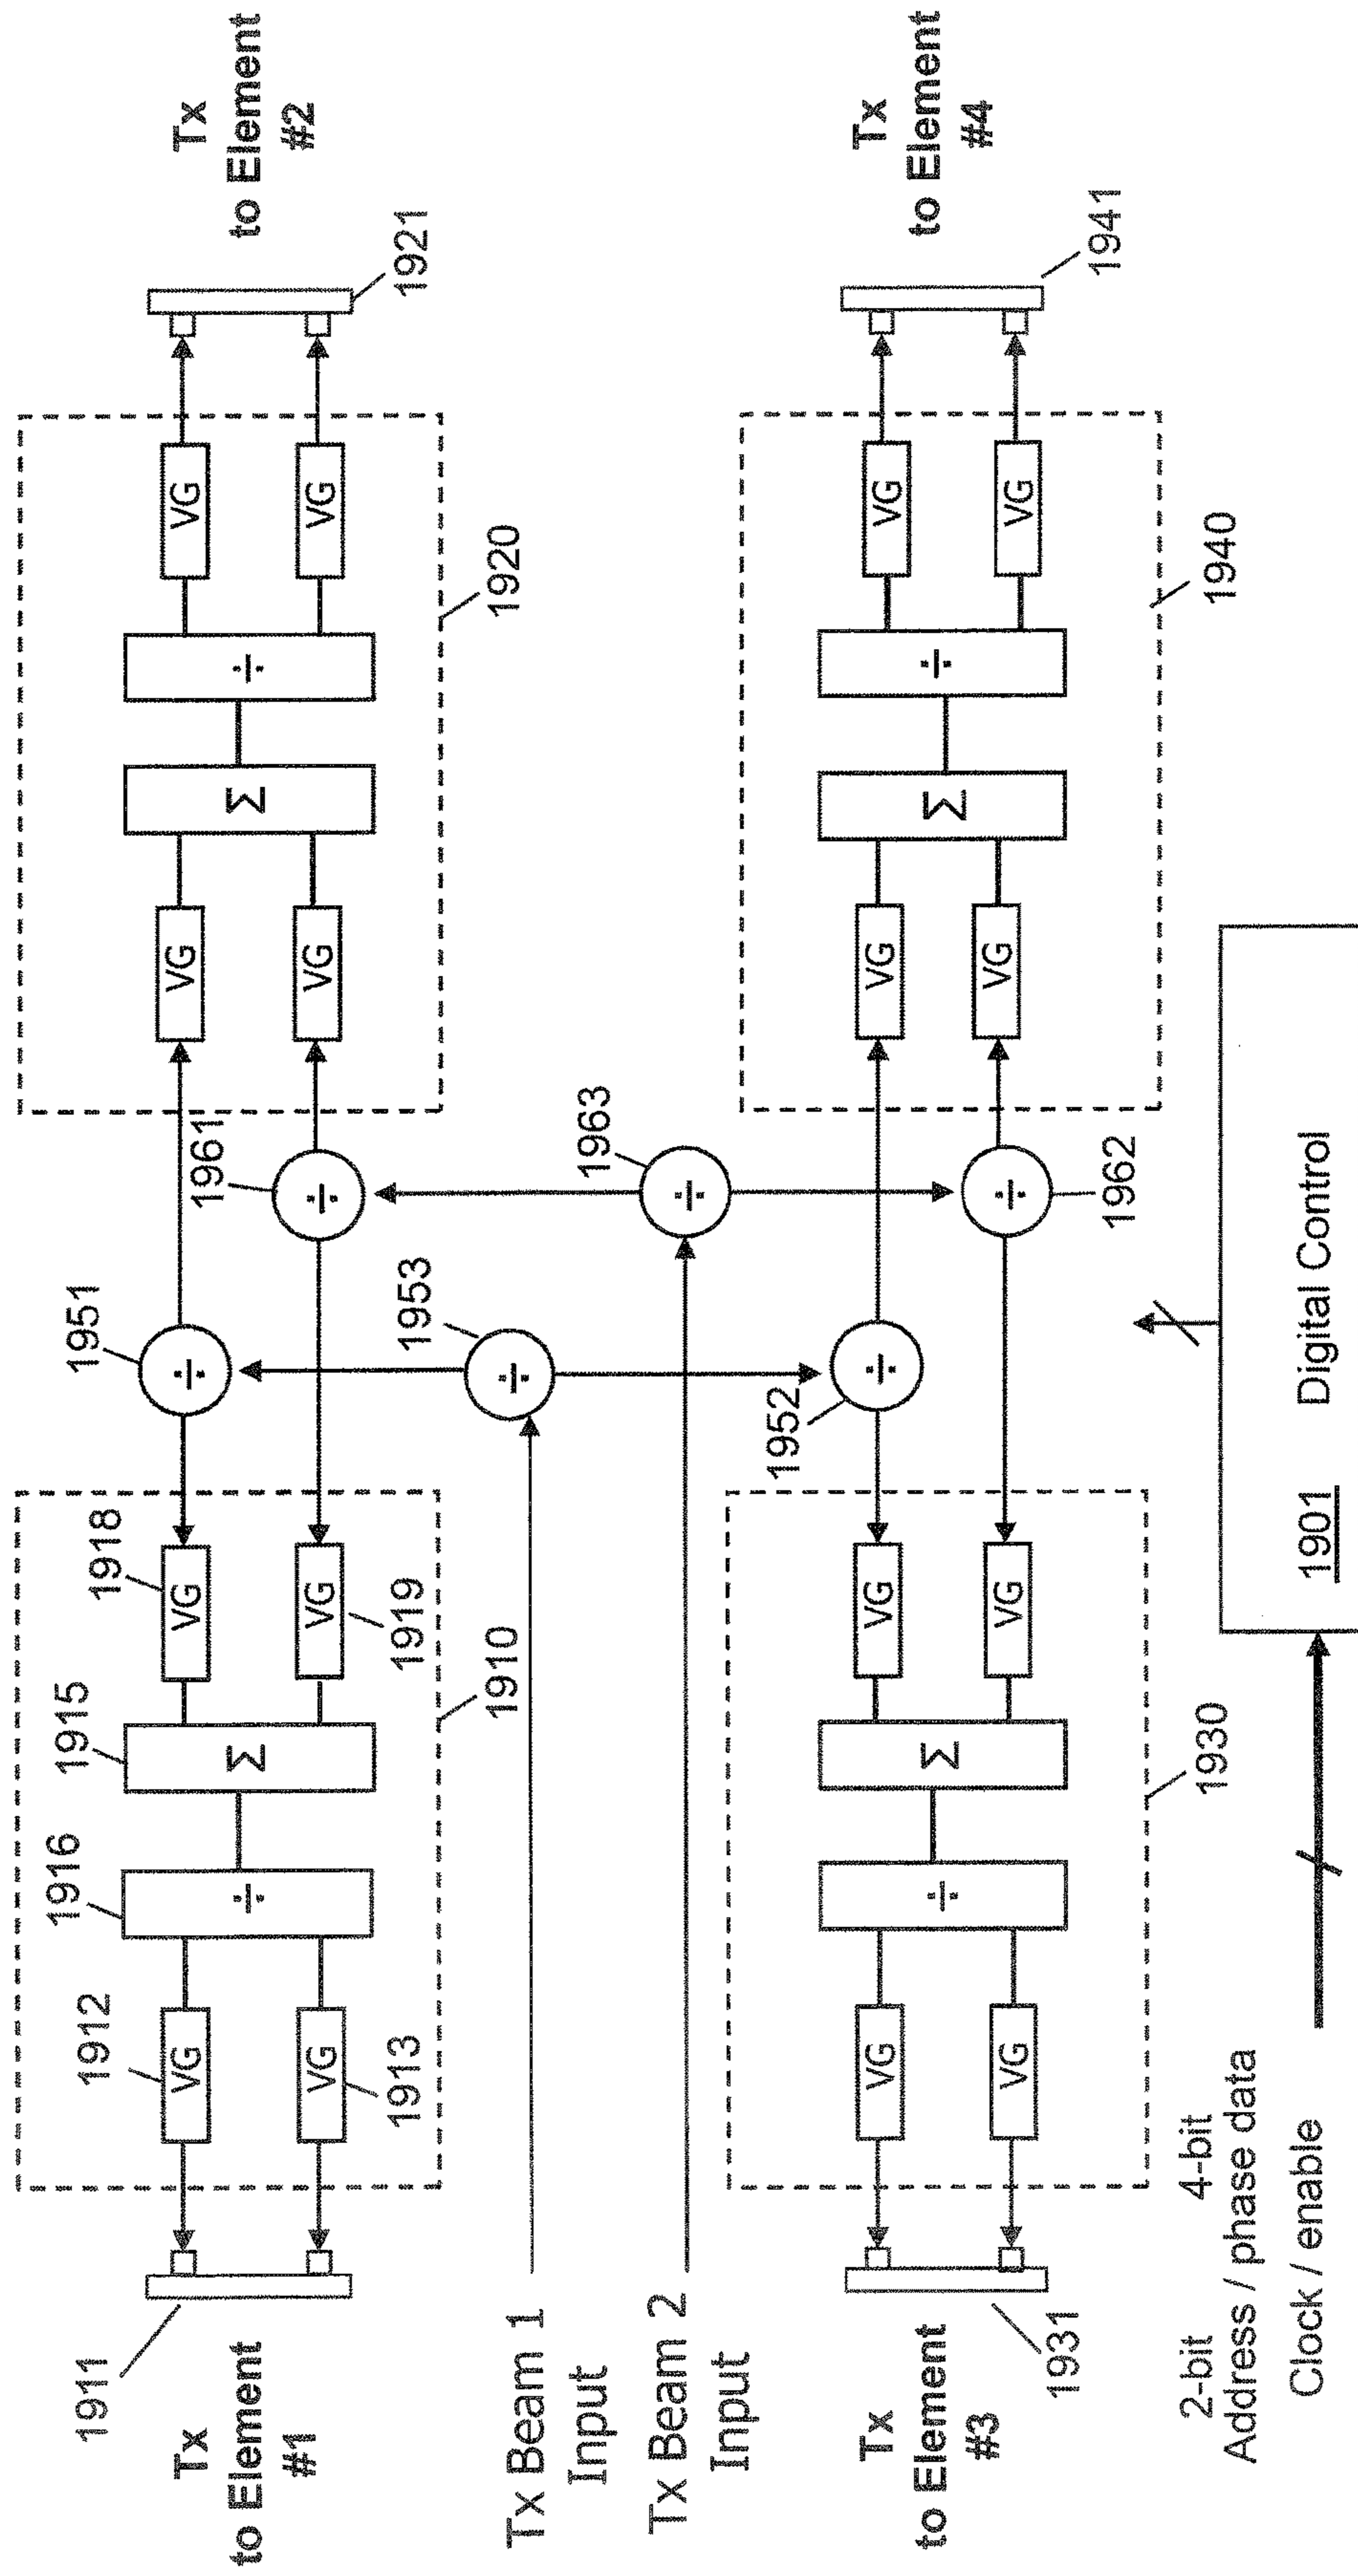 Tx
to Element
#1
1911
1912
VG
VG
1913
1916
÷
1915
Σ
1918
VG
VG
1919
1910
1951
÷
1961
÷
VG
VG
Σ
÷
VG
VG
1920
1921
Tx
to Element
#2
Tx Beam 1
Input
1953
÷
Tx Beam 2
Input
1963
÷
Tx
to Element
#3
1931
VG
VG
÷
Σ
VG
VG
1930
1952
÷
÷
1962
VG
VG
Σ
÷
VG
VG
1940
1941
Tx
to Element
#4
2-bit 4-bit
Address / phase data
Clock / enable
1901 Digital Control